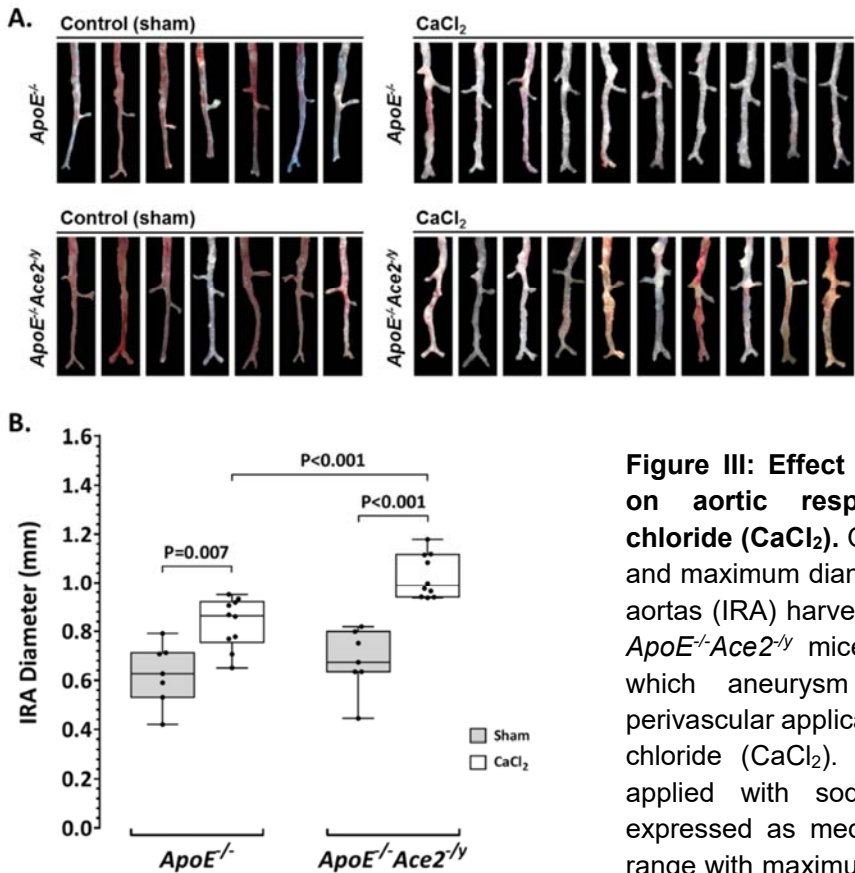 A.
Control (sham)
CaCl₂
ApoE⁻/⁻
ApoE⁻/⁻
Control (sham)
CaCl₂
ApoE⁻/⁻Ace2⁻/ʸ
ApoE⁻/⁻Ace2⁻/ʸ
B.
1.6
1.4
1.2
1.0
0.8
0.6
0.4
0.2
0.0
IRA Diameter (mm)
P<0.001
P<0.001
P=0.007
Sham
CaCl₂
ApoE⁻/⁻
ApoE⁻/⁻Ace2⁻/ʸ
Figure III: Effect
on aortic resp
chloride (CaCl₂).
and maximum dian
aortas (IRA) harve
ApoE⁻/⁻Ace2⁻/ʸ mice
which aneurysm
perivascular applica
chloride (CaCl₂).
applied with soc
expressed as med
range with maximu